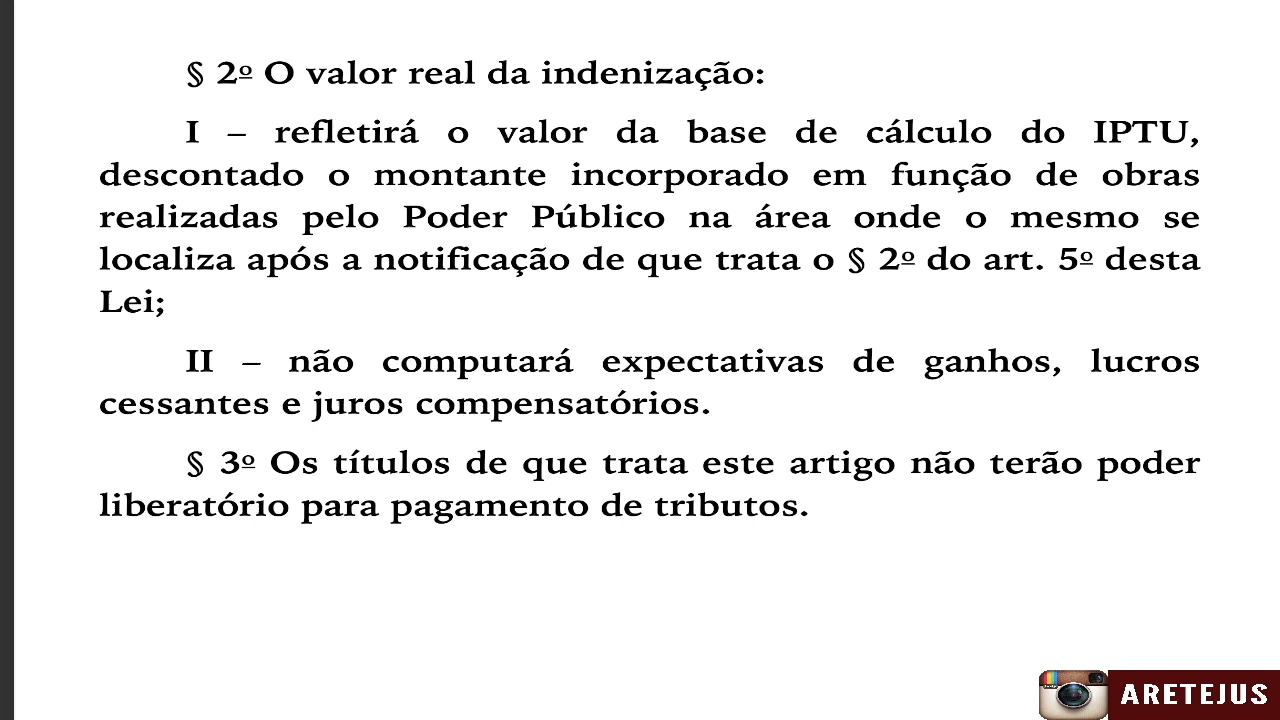 § 2º O valor real da indenização:
I – refletirá o valor da base de cálculo do IPTU,
descontado o montante incorporado em função de obras
realizadas pelo Poder Público na área onde o mesmo se
localiza após a notificação de que trata o § 2º do art. 5º desta
Lei;
II – não computará expectativas de ganhos, lucros
cessantes e juros compensatórios.
§ 3º Os títulos de que trata este artigo não terão poder
liberatório para pagamento de tributos.
ARETEJUS